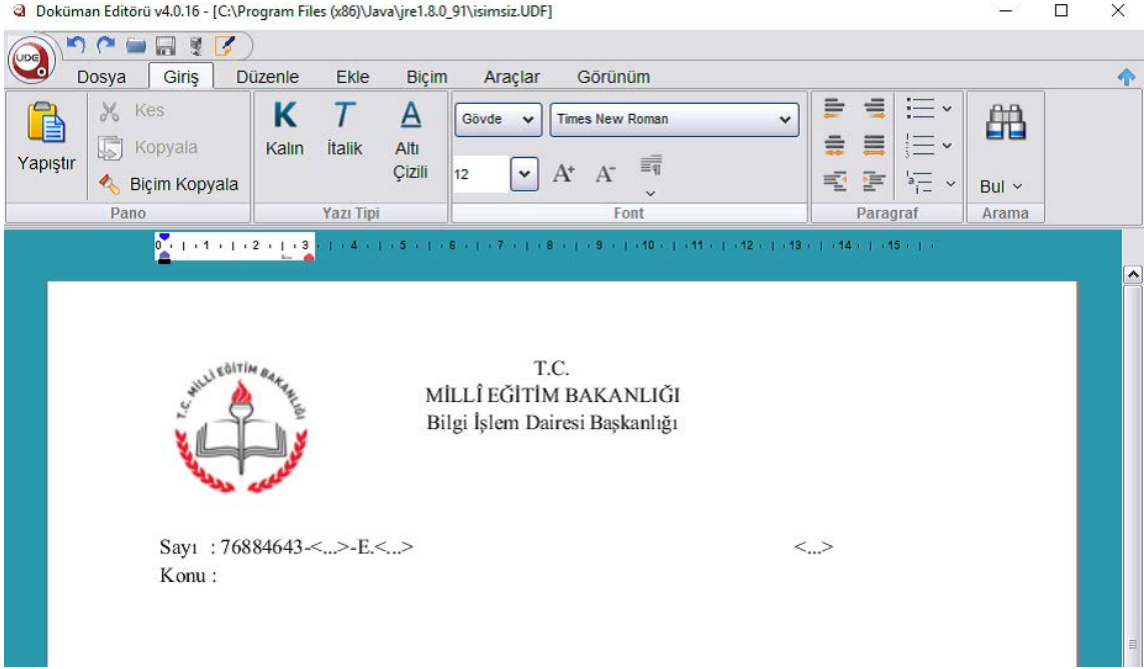 Doküman Editörü v4.0.16 - [C:\Program Files (x86)\Java\jre1.8.0_91\isimsiz.UDF]
UDE
Dosya Giriş Düzenle Ekle Biçim Araçlar Görünüm
Yapıştır
Kes
Kopyala
Biçim Kopyala
Pano
K T A
Kalın İtalik Altı Çizili
Yazı Tipi
Gövde Times New Roman
12 A+ A-
Font
Paragraf
Bul
Arama
0 1 2 3 4 5 6 7 8 9 10 11 12 13 14 15
T.C. MİLLİ EĞİTİM BAKANLIĞI
T.C.
MİLLÎ EĞİTİM BAKANLIĞI
Bilgi İşlem Dairesi Başkanlığı
Sayı : 76884643-<...>-E.<...> <...>
Konu :